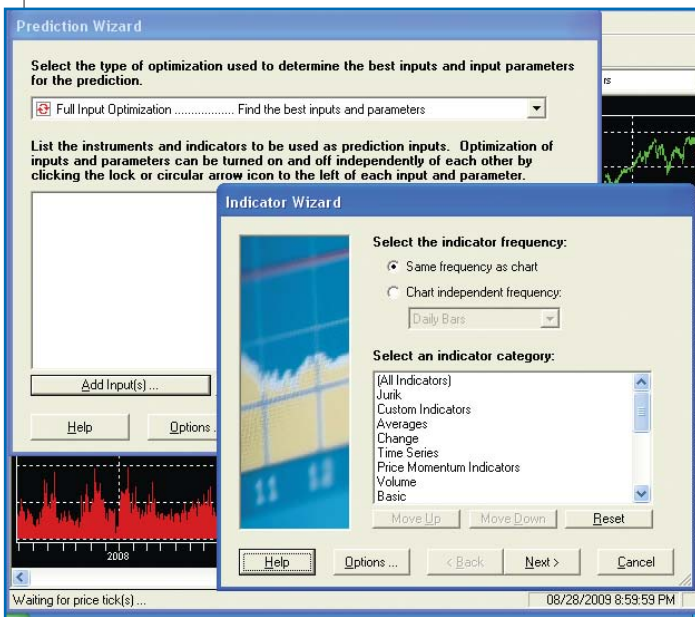 Prediction Wizard
Select the type of optimization used to determine the best inputs and input parameters
for the prediction.
Full Input Optimization .................. Find the best inputs and parameters
List the instruments and indicators to be used as prediction inputs. Optimization of
inputs and parameters can be turned on and off independently of each other by
clicking the lock or circular arrow icon to the left of each input and parameter.
Add Input(s) ...
Help
Options
Indicator Wizard
Select the indicator frequency:
Same frequency as chart
Chart independent frequency:
Daily Bars
Select an indicator category:
(All Indicators)
Jurik
Custom Indicators
Averages
Change
Time Series
Price Momentum Indicators
Volume
Basic
Move Up Move Down Reset
Help Options ... < Back Next > Cancel
11 12
2008
Waiting for price tick(s) ... 08/28/2009 8:59:59 PM